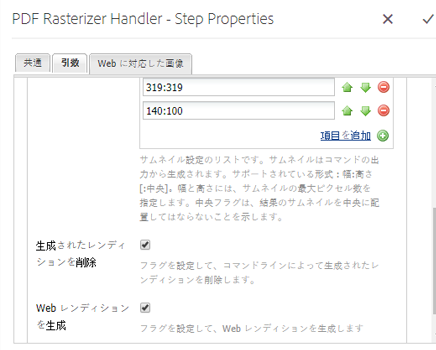 PDF Rasterizer Handler - Step Properties
共通 引数 Web に対応した画像
319:319
140:100
項目を追加
サムネイル設定のリストです。サムネイルはコマンドの出
力から生成されます。サポートされている形式：幅:高さ
[:中央]。幅と高さには、サムネイルの最大ピクセル数を
指定します。中央フラグは、結果のサムネイルを中央に配
置してはならないことを示します。
生成されたレンディ
ションを削除
フラグを設定して、コマンドラインによって生成されたレ
ンディションを削除します。
Web レンディション
を生成
フラグを設定して、Web レンディションを生成します